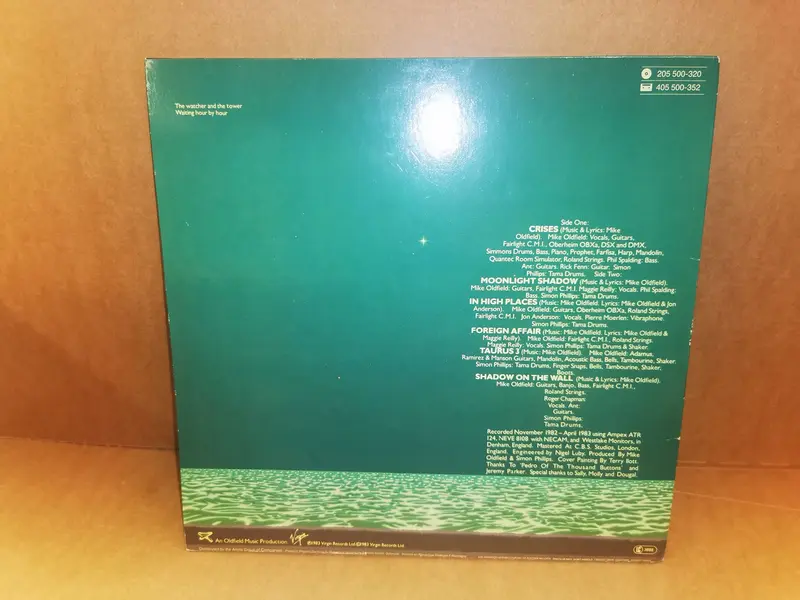 205 500-320
405 500-352
The watcher and the tower
Waiting hour by hour
Side One:
CRISES (Music & Lyrics: Mike
Oldfield). Mike Oldfield: Vocals, Guitars,
Fairlight C.M.I., Oberheim OBXa, DSX and DMX,
Simmons Drums, Bass, Piano, Prophet, Farfisa, Harp, Mandolin,
Quantec Room Simulator, Roland Strings. Phil Spalding: Bass.
Ant: Guitars. Rick Fenn: Guitar. Simon
Phillips: Tama Drums. Side Two:
MOONLIGHT SHADOW (Music & Lyrics: Mike Oldfield).
Mike Oldfield: Guitars, Fairlight C.M.I. Maggie Reilly: Vocals. Phil Spalding:
Bass. Simon Phillips: Tama Drums.
IN HIGH PLACES (Music: Mike Oldfield. Lyrics: Mike Oldfield & Jon
Anderson). Mike Oldfield: Guitars, Oberheim OBXa, Roland Strings,
Fairlight C.M.I. Jon Anderson: Vocals. Pierre Moerlen: Vibraphone.
Simon Phillips: Tama Drums.
FOREIGN AFFAIR (Music: Mike Oldfield. Lyrics: Mike Oldfield &
Maggie Reilly). Mike Oldfield: Fairlight C.M.I., Roland Strings.
Maggie Reilly: Vocals. Simon Phillips: Tama Drums & Shaker.
TAURUS 3 (Music: Mike Oldfield). Mike Oldfield: Adamus,
Ramirez & Manson Guitars, Mandolin, Acoustic Bass, Bells, Tambourine, Shaker.
Simon Phillips: Tama Drums, Finger Snaps, Bells, Tambourine, Shaker,
Boots.
SHADOW ON THE WALL (Music & Lyrics: Mike Oldfield).
Mike Oldfield: Guitars, Banjo, Bass, Fairlight C.M.I.,
Roland Strings.
Roger Chapman:
Vocals. Ant:
Guitars.
Simon
Phillips:
Tama Drums.
Recorded November 1982 – April 1983 using Ampex ATR
124, NEVE 8108 with NECAM, and Westlake Monitors, in
Denham, England. Mastered At C.B.S. Studios, London,
England. Engineered by Nigel Luby. Produced By Mike
Oldfield & Simon Phillips. Cover Painting By Terry Ilott.
Thanks To 'Pedro Of The Thousand Buttons' and
Jeremy Parker. Special thanks to Sally, Molly and Dougal.
An Oldfield Music Production. Virgin ℗1983 Virgin Records Ltd ©1983 Virgin Records Ltd